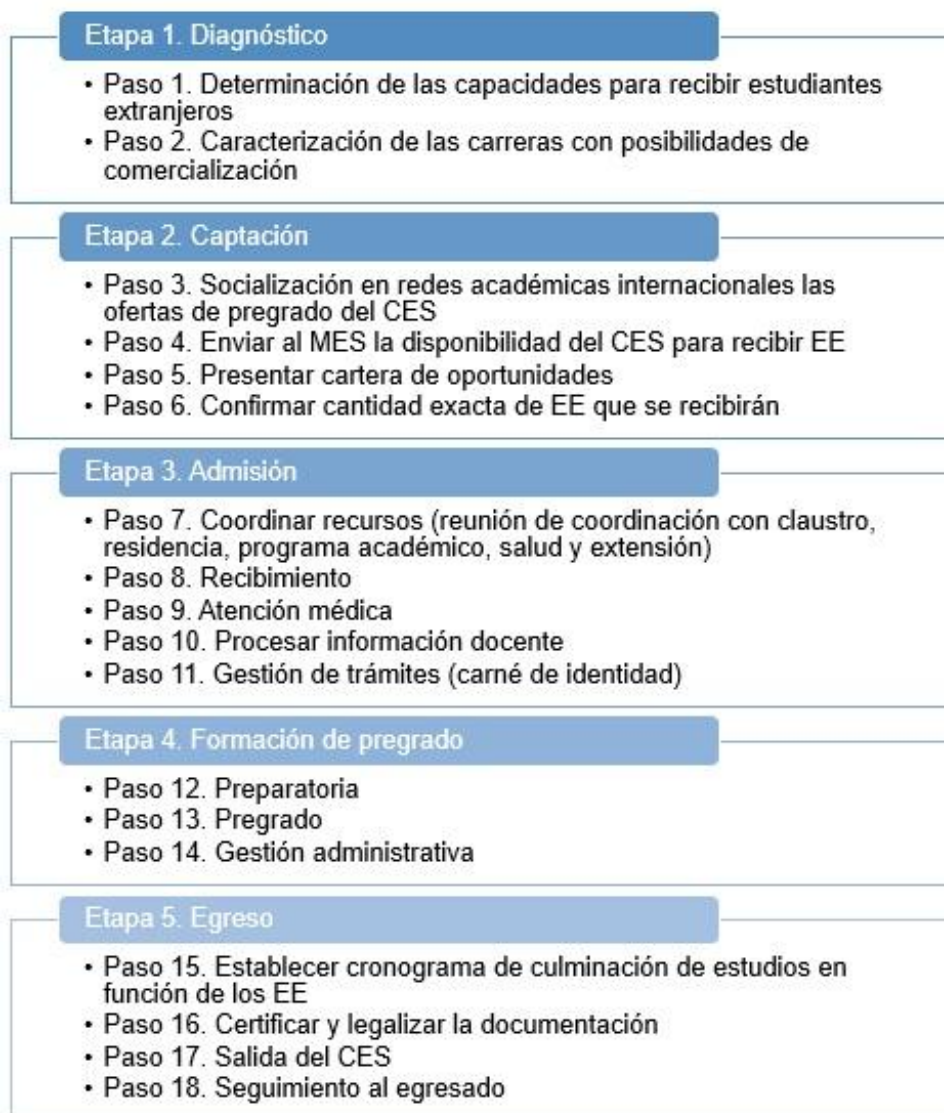 Etapa 1. Diagnóstico
• Paso 1. Determinación de las capacidades para recibir estudiantes
extranjeros
• Paso 2. Caracterización de las carreras con posibilidades de
comercialización
Etapa 2. Captación
• Paso 3. Socialización en redes académicas internacionales las
ofertas de pregrado del CES
• Paso 4. Enviar al MES la disponibilidad del CES para recibir EE
• Paso 5. Presentar cartera de oportunidades
• Paso 6. Confirmar cantidad exacta de EE que se recibirán
Etapa 3. Admisión
• Paso 7. Coordinar recursos (reunión de coordinación con claustro,
residencia, programa académico, salud y extensión)
• Paso 8. Recibimiento
• Paso 9. Atención médica
• Paso 10. Procesar información docente
• Paso 11. Gestión de trámites (carné de identidad)
Etapa 4. Formación de pregrado
• Paso 12. Preparatoria
• Paso 13. Pregrado
• Paso 14. Gestión administrativa
Etapa 5. Egreso
• Paso 15. Establecer cronograma de culminación de estudios en
función de los EE
• Paso 16. Certificar y legalizar la documentación
• Paso 17. Salida del CES
• Paso 18. Seguimiento al egresado